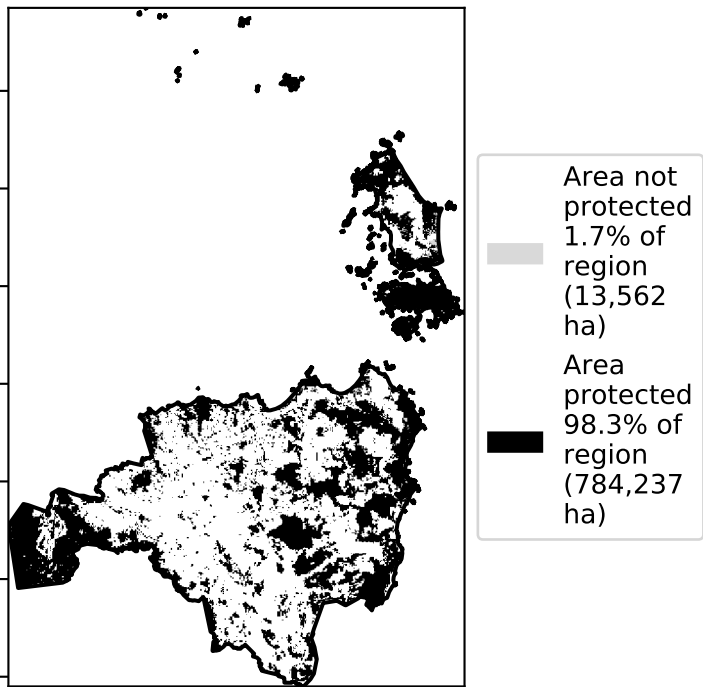 Area not
protected
1.7% of
region
(13,562
ha)
Area
protected
98.3% of
region
(784,237
ha)